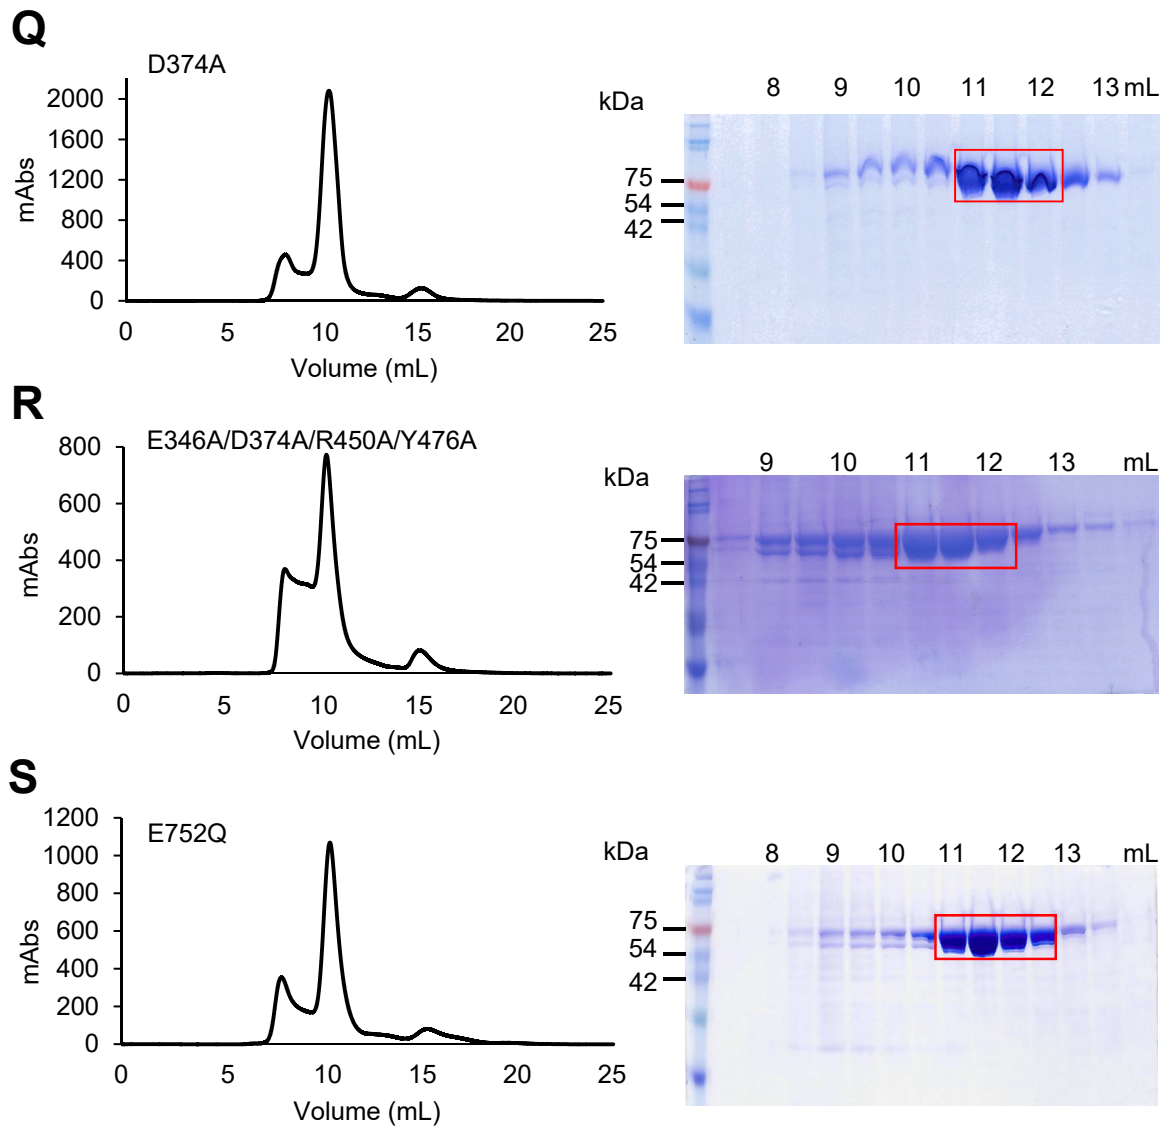 Q
D374A
2000
1600
1200
800
400
0
mAbs
0 5 10 15 20 25
Volume (mL)
kDa
8 9 10 11 12 13 mL
75
54
42
R
E346A/D374A/R450A/Y476A
800
600
400
200
0
mAbs
0 5 10 15 20 25
Volume (mL)
kDa
9 10 11 12 13 mL
75
54
42
S
E752Q
1200
1000
800
600
400
200
0
mAbs
0 5 10 15 20 25
Volume (mL)
kDa
8 9 10 11 12 13 mL
75
54
42